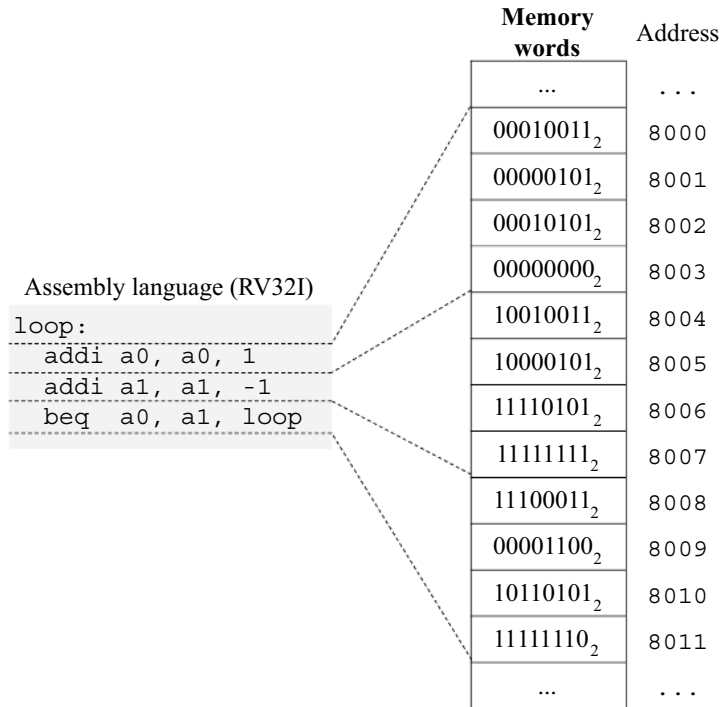 Memory words Address
... ...
00010011₂ 8000
00000101₂ 8001
00010101₂ 8002
00000000₂ 8003
10010011₂ 8004
10000101₂ 8005
11110101₂ 8006
11111111₂ 8007
11100011₂ 8008
00001100₂ 8009
10110101₂ 8010
11111110₂ 8011
... ...
Assembly language (RV32I)
loop:
addi a0, a0, 1
addi a1, a1, -1
beq a0, a1, loop